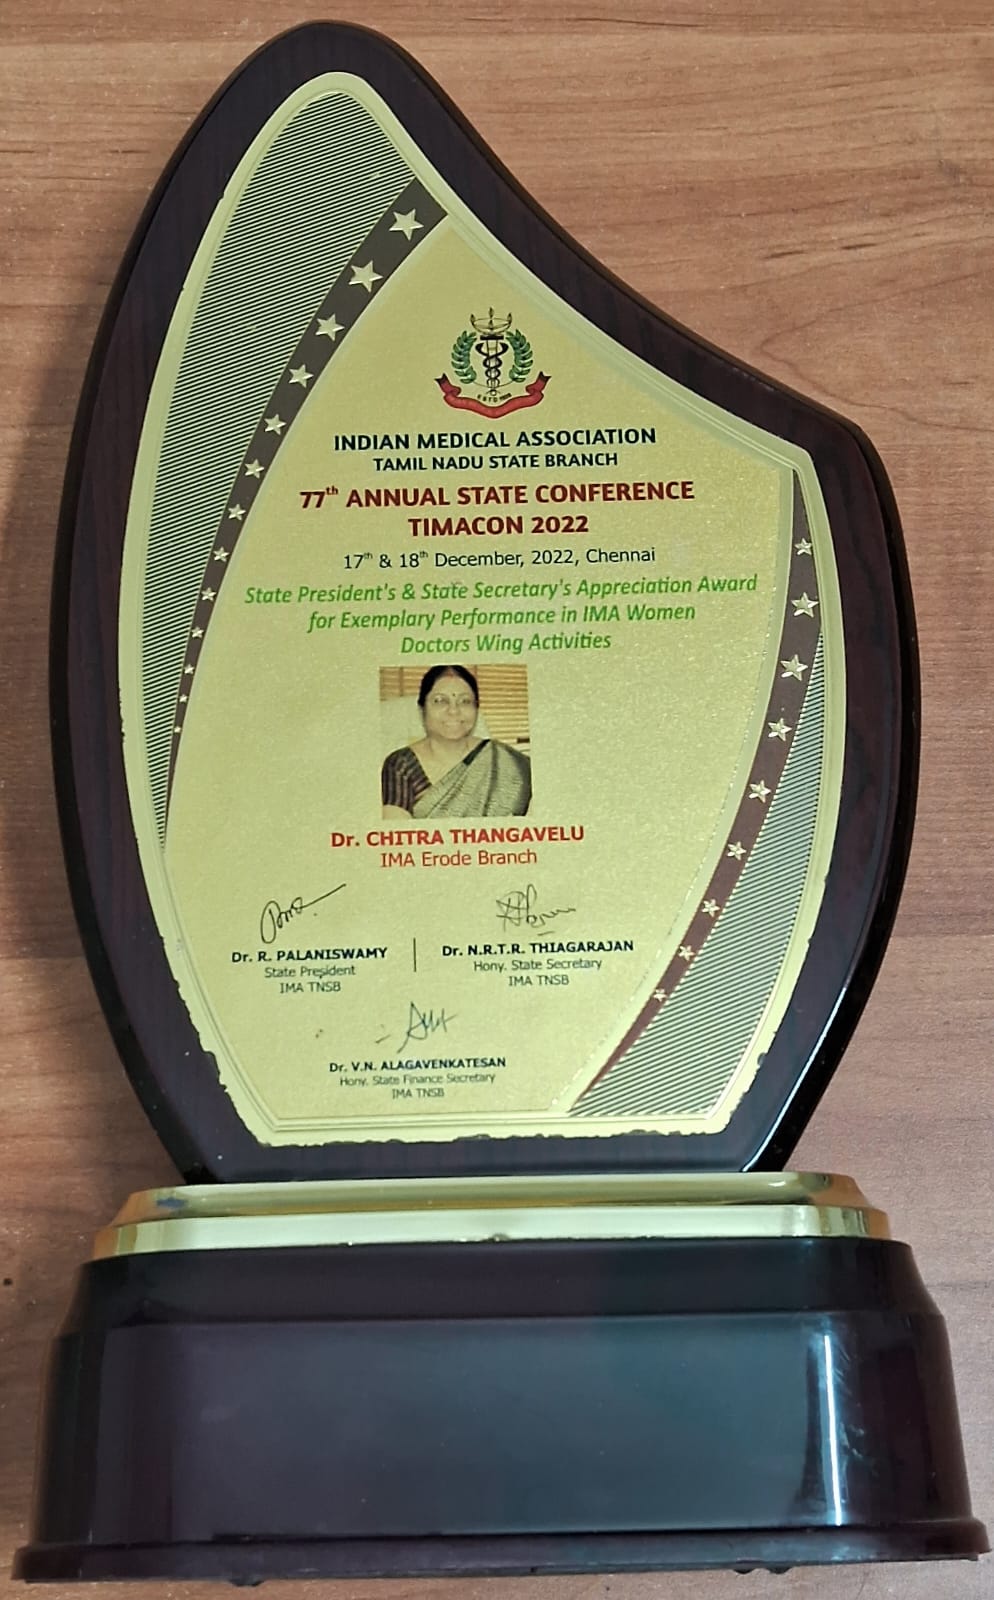 ESTD 1928
INDIAN MEDICAL ASSOCIATION
TAMIL NADU STATE BRANCH
77th ANNUAL STATE CONFERENCE
TIMACON 2022
17th & 18th December, 2022, Chennai
State President's & State Secretary's Appreciation Award
for Exemplary Performance in IMA Women
Doctors Wing Activities
Dr. CHITRA THANGAVELU
IMA Erode Branch
Dr. R. PALANISWAMY
State President
IMA TNSB
Dr. N.R.T.R. THIAGARAJAN
Hony. State Secretary
IMA TNSB
Dr. V.N. ALAGAVENKATESAN
Hony. State Finance Secretary
IMA TNSB